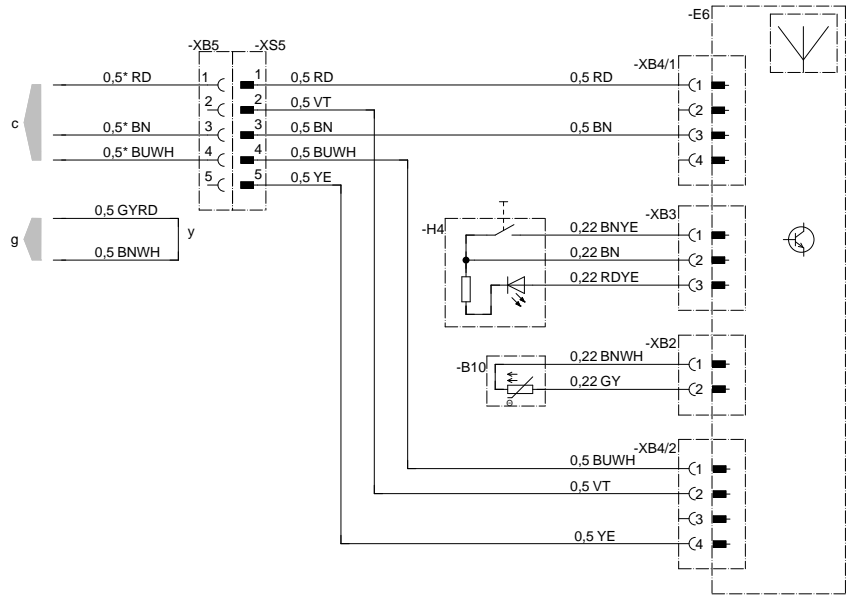 -E6
-XB5 -XS5
-XB4/1
0,5* RD 1 1 0,5 RD 0,5 RD 1
2 2 0,5 VT 2
c 0,5* BN 3 3 0,5 BN 0,5 BN 3
0,5* BUWH 4 4 0,5 BUWH 4
5 5 0,5 YE
0,5 GYRD
g y
0,5 BNWH
-XB3
-H4 0,22 BNYE 1
0,22 BN 2
0,22 RDYE 3
-XB2
-B10 0,22 BNWH 1
0,22 GY 2
Θ
-XB4/2
0,5 BUWH 1
0,5 VT 2
3
0,5 YE 4